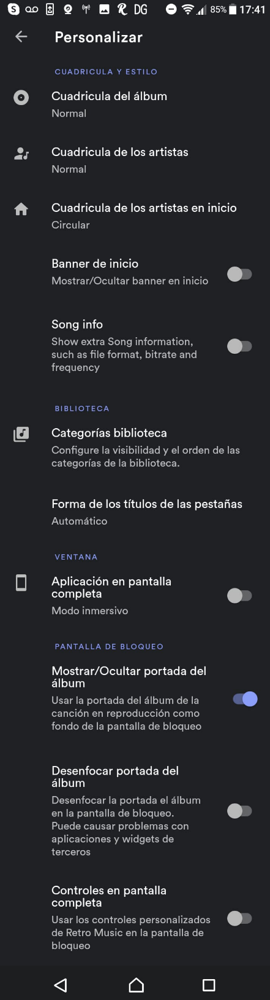 85% 17:41
Personalizar
CUADRICULA Y ESTILO
Cuadricula del álbum
Normal
Cuadricula de los artistas
Normal
Cuadricula de los artistas en inicio
Circular
Banner de inicio
Mostrar/Ocultar banner en inicio
Song info
Show extra Song information,
such as file format, bitrate and
frequency
BIBLIOTECA
Categorías biblioteca
Configure la visibilidad y el orden de las
categorías de la biblioteca.
Forma de los títulos de las pestañas
Automático
VENTANA
Aplicación en pantalla
completa
Modo inmersivo
PANTALLA DE BLOQUEO
Mostrar/Ocultar portada del
álbum
Usar la portada del álbum de la
canción en reproducción como
fondo de la pantalla de bloqueo
Desenfocar portada del
álbum
Desenfocar la portada el álbum
en la pantalla de bloqueo.
Puede causar problemas con
aplicaciones y widgets de
terceros
Controles en pantalla
completa
Usar los controles personalizados
de Retro Music en la pantalla de
bloqueo